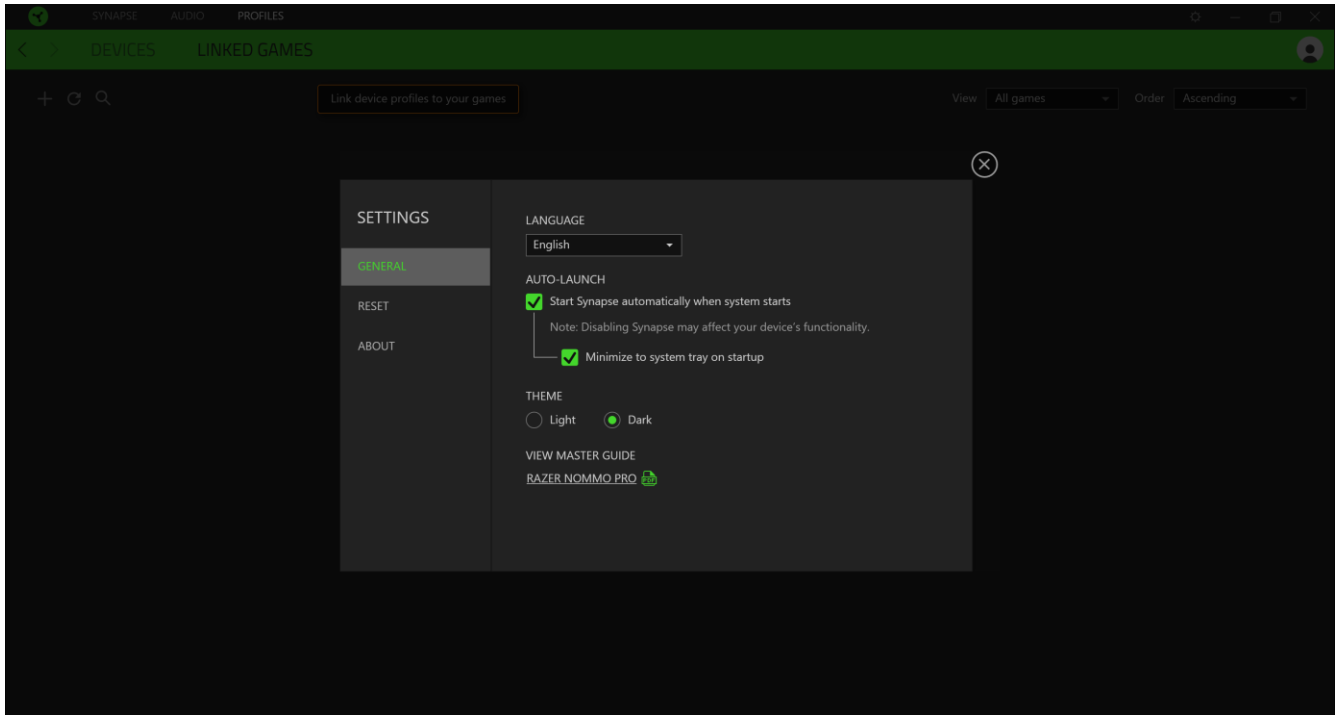 SYNAPSE AUDIO PROFILES
DEVICES LINKED GAMES
Link device profiles to your games
View All games Order Ascending
SETTINGS
GENERAL
RESET
ABOUT
LANGUAGE
English
AUTO-LAUNCH
Start Synapse automatically when system starts
Note: Disabling Synapse may affect your device's functionality.
Minimize to system tray on startup
THEME
Light Dark
VIEW MASTER GUIDE
RAZER NOMMO PRO PDF